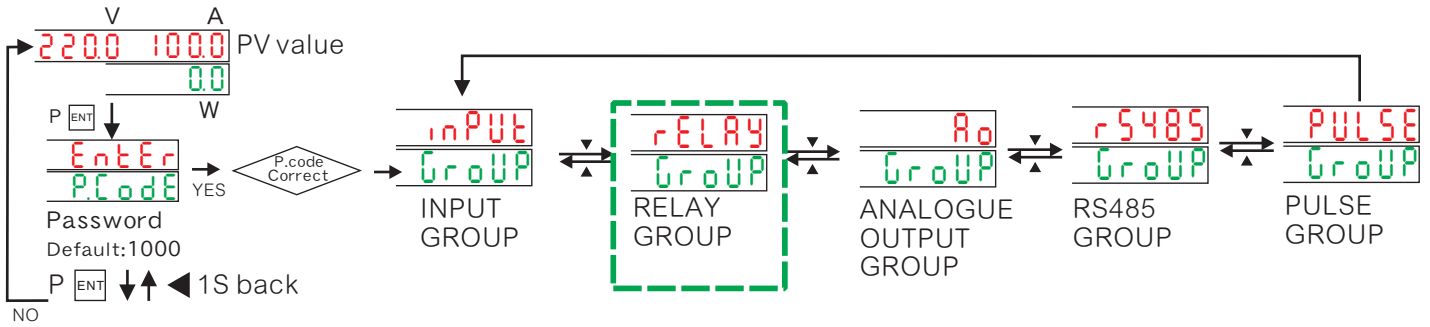 V A
220.0 100.0 PV value
0.0
W
P ENT
EntEr
P.CodE
YES
Password
Default:1000
P ENT 1S back
NO
P.code
Correct
inPUt
GroUP
INPUT
GROUP
rELAY
GroUP
RELAY
GROUP
Ao
GroUP
ANALOGUE
OUTPUT
GROUP
rS485
GroUP
RS485
GROUP
PULSE
GroUP
PULSE
GROUP